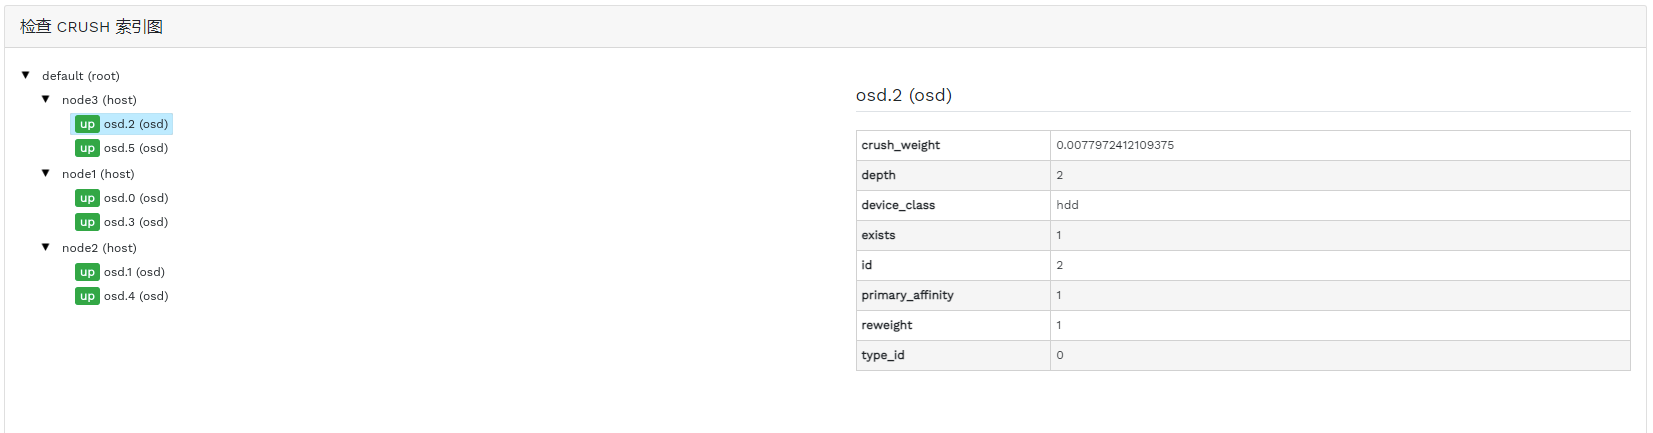 检查 CRUSH 索引图
default (root)
node3 (host)
up osd.2 (osd)
up osd.5 (osd)
node1 (host)
up osd.0 (osd)
up osd.3 (osd)
node2 (host)
up osd.1 (osd)
up osd.4 (osd)
osd.2 (osd)
crush_weight 0.0077972412109375
depth 2
device_class hdd
exists 1
id 2
primary_affinity 1
reweight 1
type_id 0